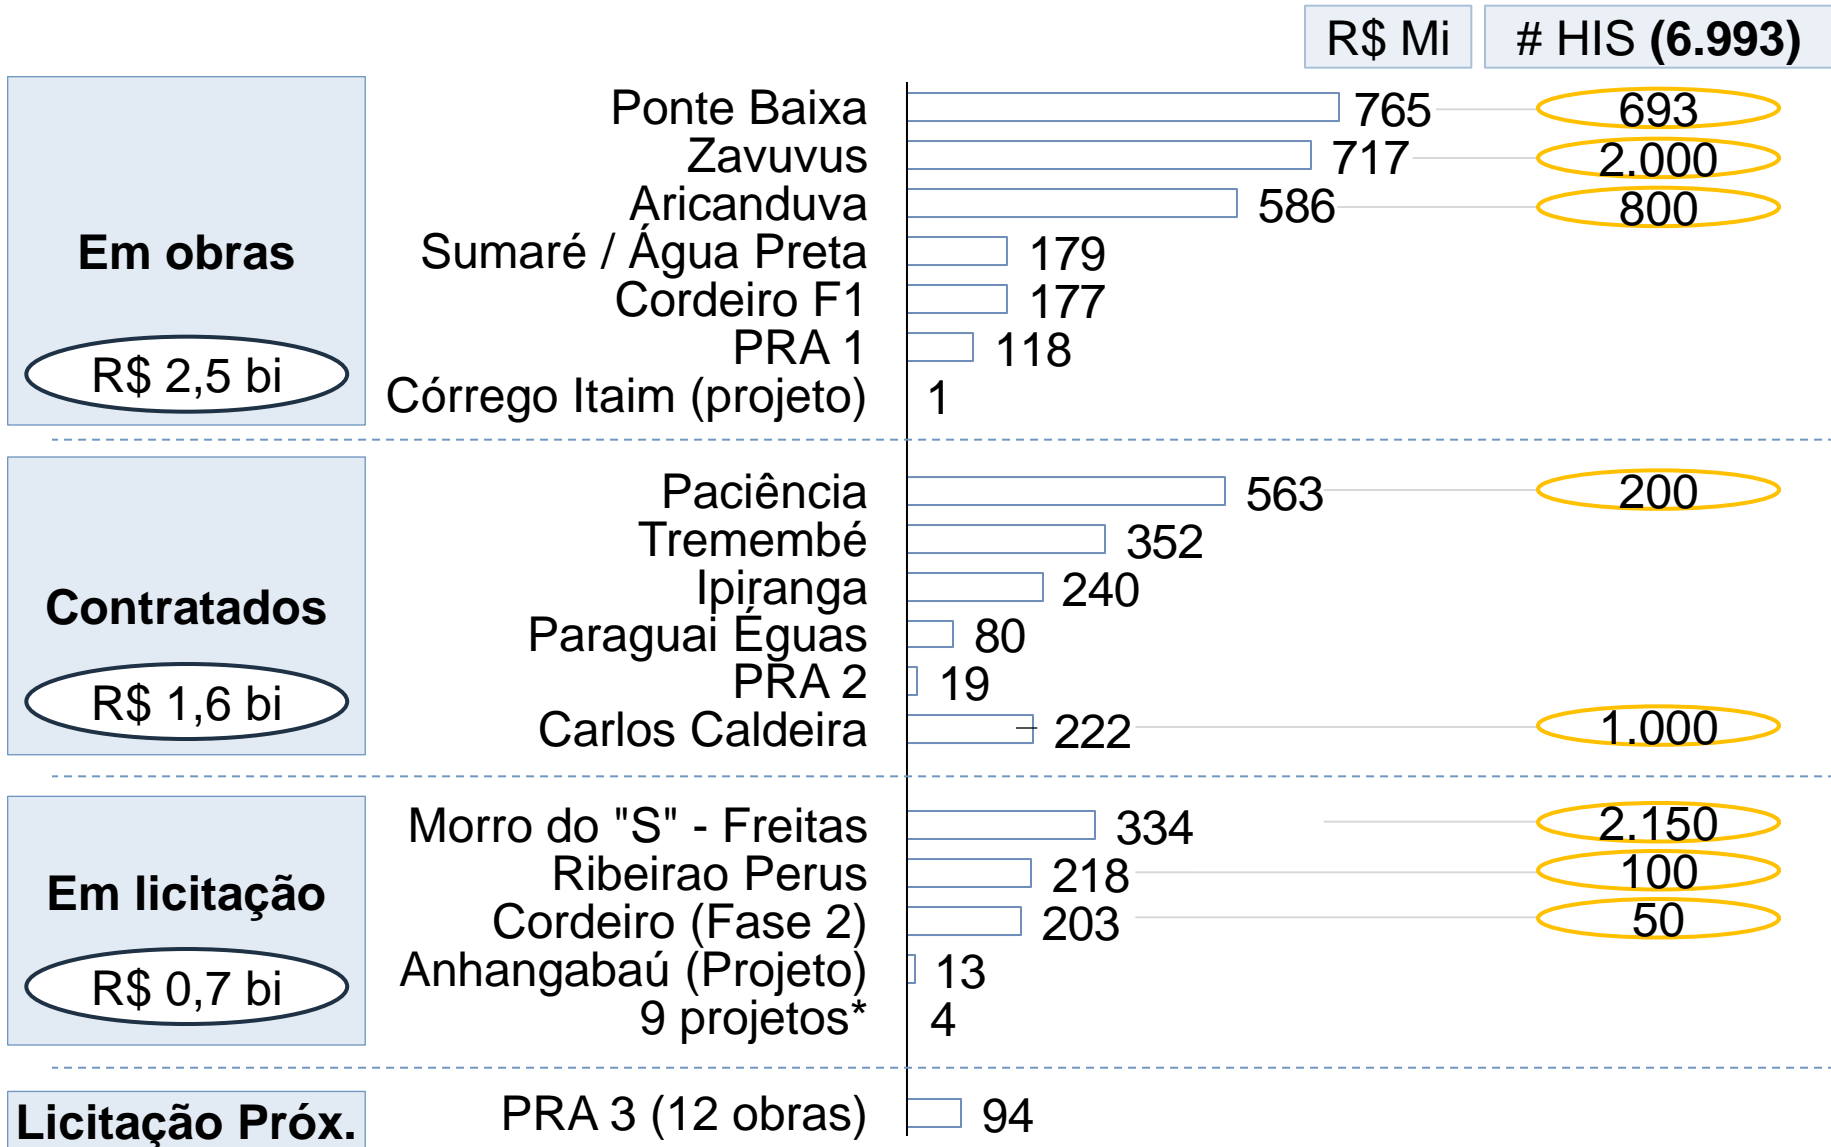 R$ Mi # HIS (6.993)
Ponte Baixa 765 693
Zavuvus 717 2.000
Aricanduva 586 800
Em obras
Sumaré / Água Preta 179
Cordeiro F1 177
PRA 1 118
R$ 2,5 bi
Córrego Itaim (projeto) 1
Paciência 563 200
Tremembé 352
Ipiranga 240
Contratados
Paraguai Éguas 80
PRA 2 19
R$ 1,6 bi
Carlos Caldeira 222 1.000
Morro do "S" - Freitas 334 2.150
Ribeirao Perus 218 100
Em licitação
Cordeiro (Fase 2) 203 50
Anhangabaú (Projeto) 13
R$ 0,7 bi
9 projetos* 4
Licitação Próx.
PRA 3 (12 obras) 94